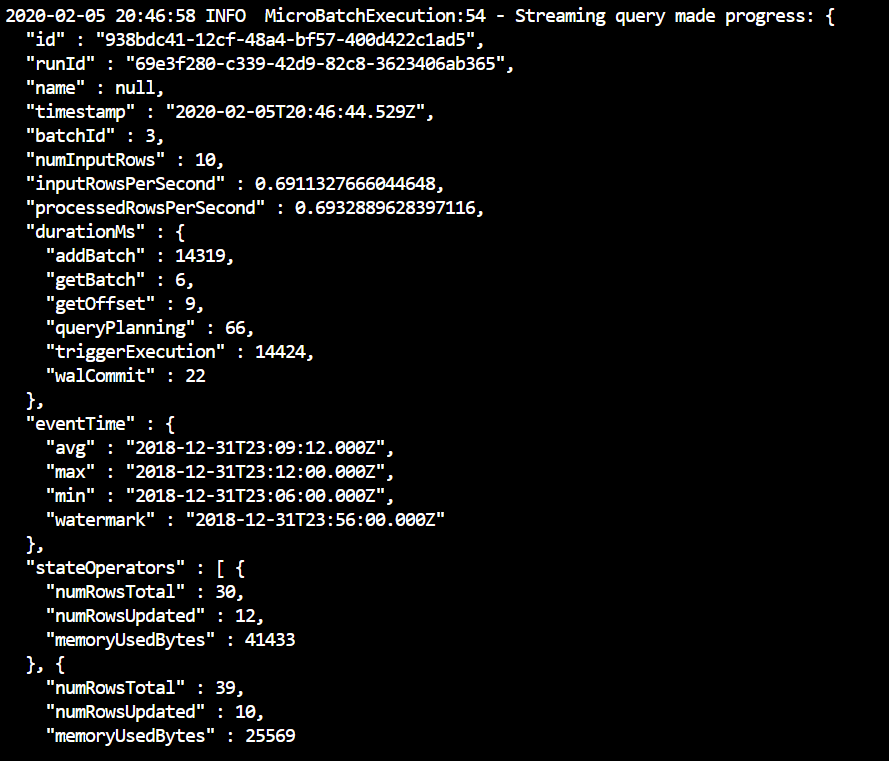 2020-02-05 20:46:58 INFO  MicroBatchExecution:54 - Streaming query made progress: {
  "id" : "938bdc41-12cf-48a4-bf57-400d422c1ad5",
  "runId" : "69e3f280-c339-42d9-82c8-3623406ab365",
  "name" : null,
  "timestamp" : "2020-02-05T20:46:44.529Z",
  "batchId" : 3,
  "numInputRows" : 10,
  "inputRowsPerSecond" : 0.6911327666044648,
  "processedRowsPerSecond" : 0.6932889628397116,
  "durationMs" : {
    "addBatch" : 14319,
    "getBatch" : 6,
    "getOffset" : 9,
    "queryPlanning" : 66,
    "triggerExecution" : 14424,
    "walCommit" : 22
  },
  "eventTime" : {
    "avg" : "2018-12-31T23:09:12.000Z",
    "max" : "2018-12-31T23:12:00.000Z",
    "min" : "2018-12-31T23:06:00.000Z",
    "watermark" : "2018-12-31T23:56:00.000Z"
  },
  "stateOperators" : [ {
    "numRowsTotal" : 30,
    "numRowsUpdated" : 12,
    "memoryUsedBytes" : 41433
  }, {
    "numRowsTotal" : 39,
    "numRowsUpdated" : 10,
    "memoryUsedBytes" : 25569